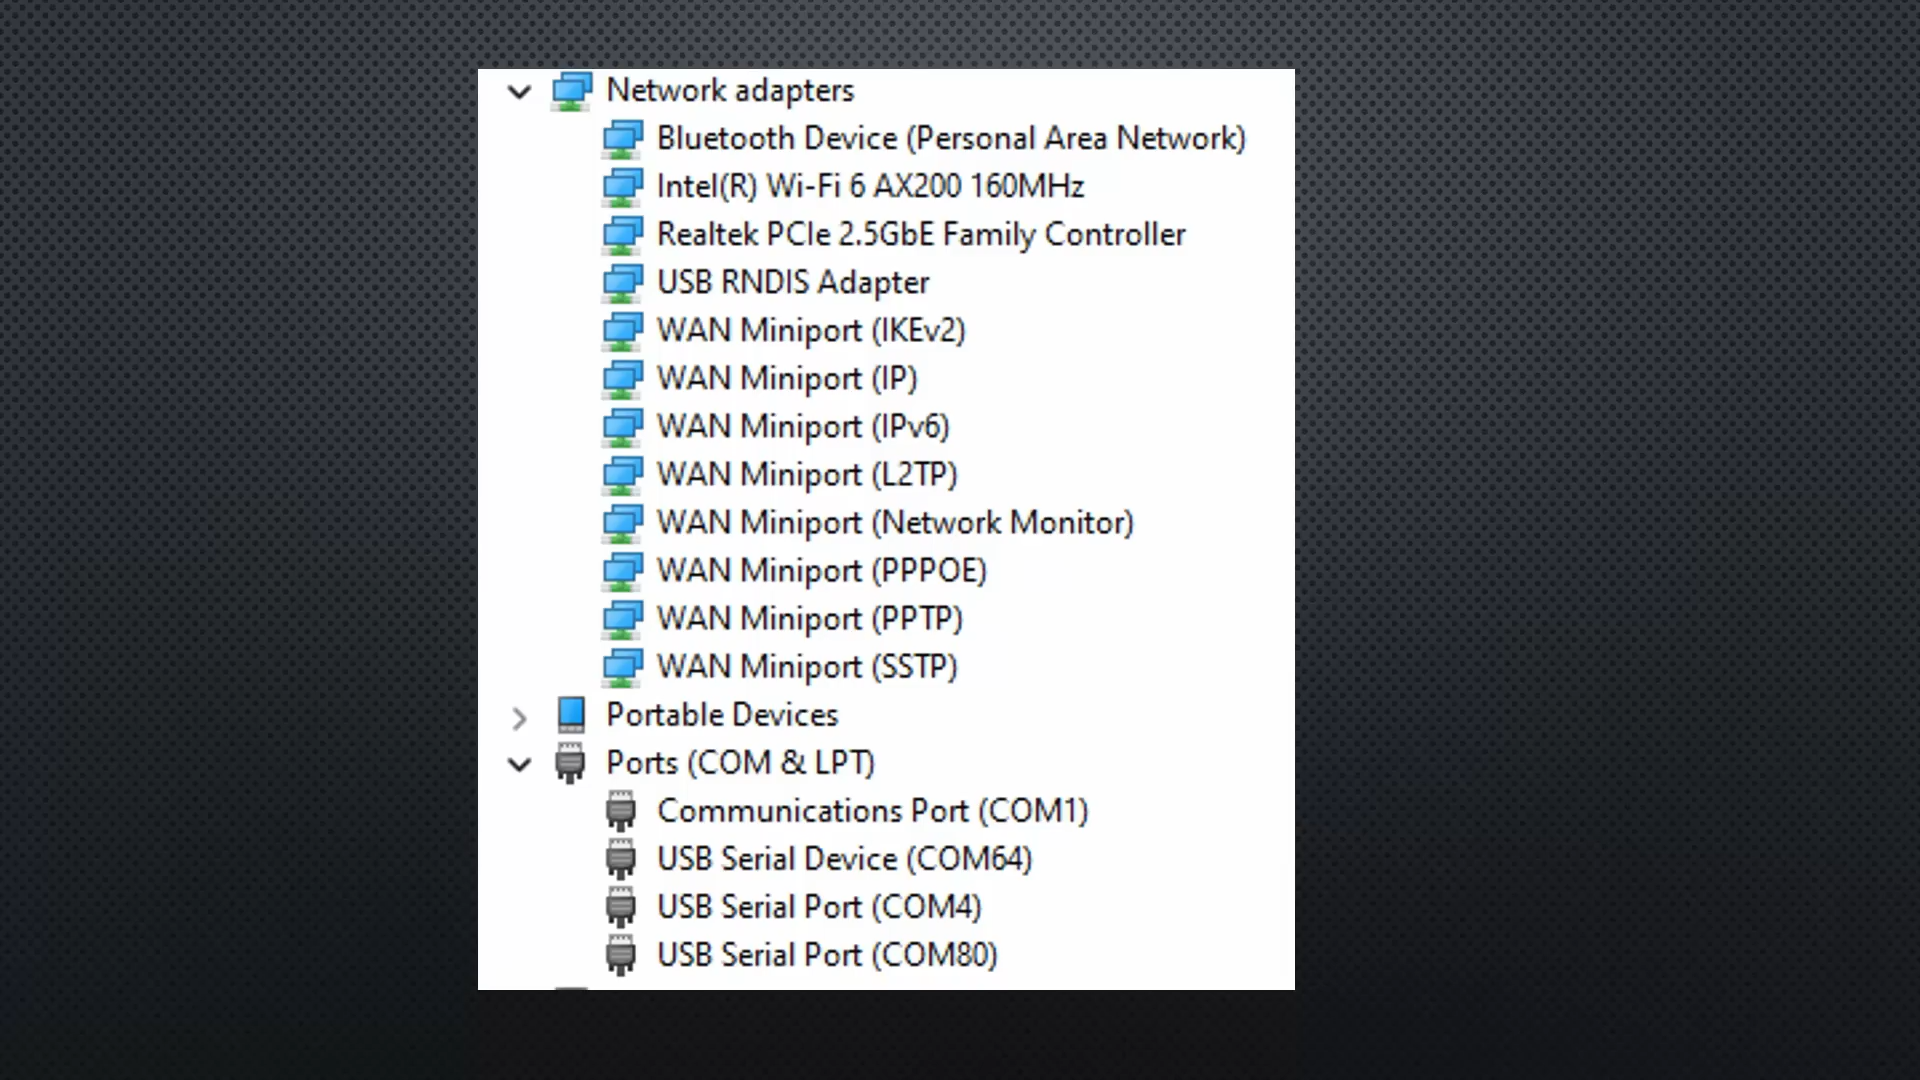 Network adapters
Bluetooth Device (Personal Area Network)
Intel(R) Wi-Fi 6 AX200 160MHz
Realtek PCIe 2.5GbE Family Controller
USB RNDIS Adapter
WAN Miniport (IKEv2)
WAN Miniport (IP)
WAN Miniport (IPv6)
WAN Miniport (L2TP)
WAN Miniport (Network Monitor)
WAN Miniport (PPPOE)
WAN Miniport (PPTP)
WAN Miniport (SSTP)
Portable Devices
Ports (COM & LPT)
Communications Port (COM1)
USB Serial Device (COM64)
USB Serial Port (COM4)
USB Serial Port (COM80)